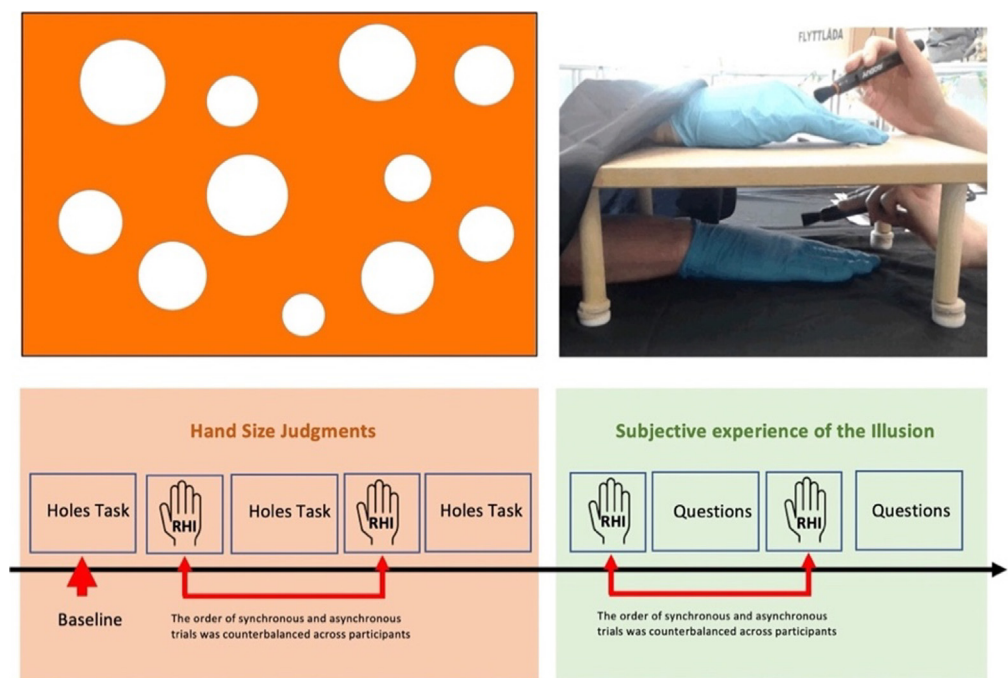 FLYTTLÅDA
Hand Size Judgments
Holes Task
RHI
Holes Task
RHI
Holes Task
Baseline
The order of synchronous and asynchronous
trials was counterbalanced across participants
Subjective experience of the Illusion
RHI
Questions
RHI
Questions
The order of synchronous and asynchronous
trials was counterbalanced across participants